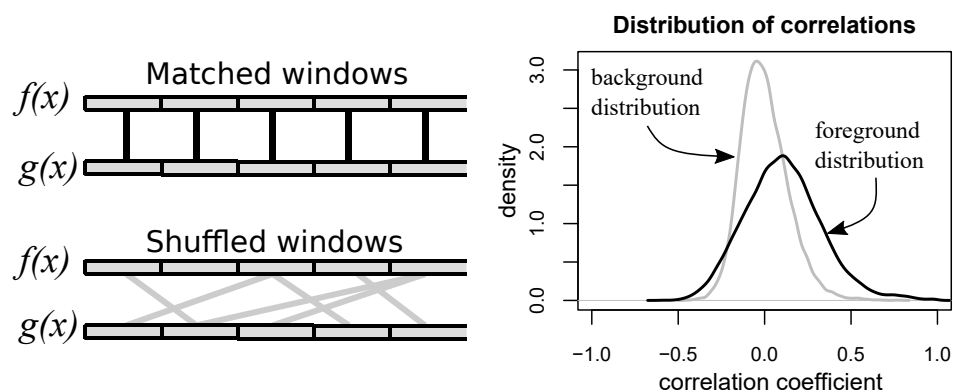 Matched windows
f(x)
g(x)
Shuffled windows
f(x)
g(x)
Distribution of correlations
background
distribution
foreground
distribution
density
3.0
2.0
1.0
0.0
−1.0 −0.5 0.0 0.5 1.0
correlation coefficient